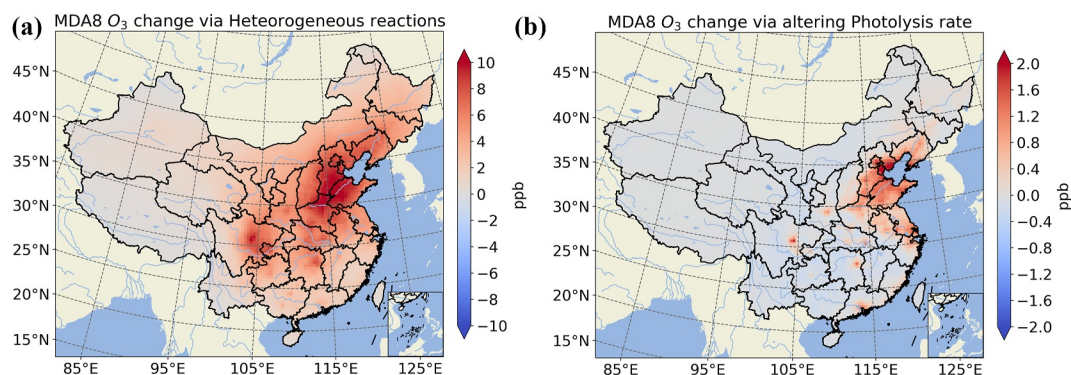 (a)
MDA8 O₃ change via Heteorogeneous reactions
45°N
40°N
35°N
30°N
25°N
20°N
15°N
85°E 95°E 105°E 115°E 125°E
10
8
6
4
2
0
−2
−4
−6
−8
−10
ppb
(b)
MDA8 O₃ change via altering Photolysis rate
45°N
40°N
35°N
30°N
25°N
20°N
15°N
85°E 95°E 105°E 115°E 125°E
2.0
1.6
1.2
0.8
0.4
0.0
−0.4
−0.8
−1.2
−1.6
−2.0
ppb